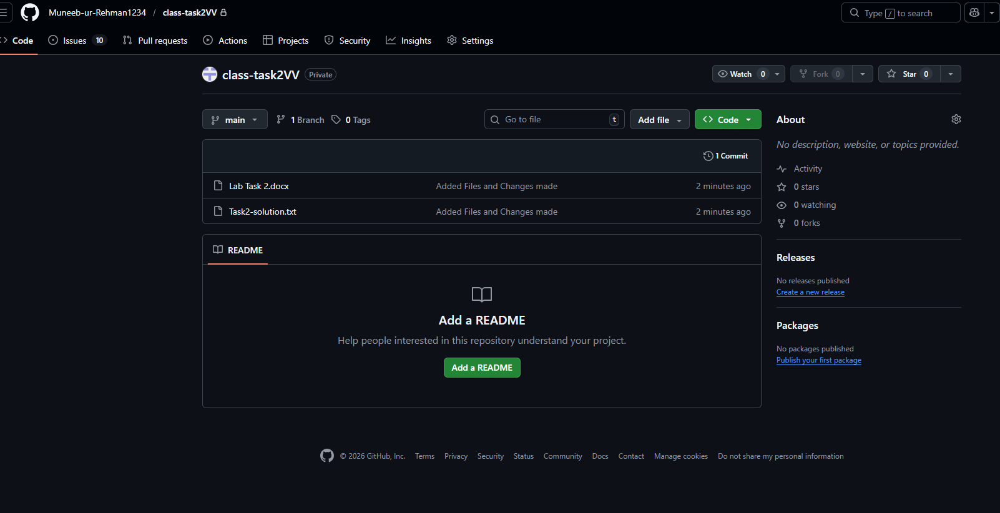 Muneeb-ur-Rehman1234 / class-task2VV
Type / to search
Code
Issues 10
Pull requests
Actions
Projects
Security
Insights
Settings
class-task2VV Private
Watch 0
Fork 0
Star 0
main
1 Branch
0 Tags
Go to file t
Add file
Code
1 Commit
Lab Task 2.docx Added Files and Changes made 2 minutes ago
Task2-solution.txt Added Files and Changes made 2 minutes ago
README
Add a README
Help people interested in this repository understand your project.
Add a README
About
No description, website, or topics provided.
Activity
0 stars
0 watching
0 forks
Releases
No releases published
Create a new release
Packages
No packages published
Publish your first package
© 2026 GitHub, Inc. Terms Privacy Security Status Community Docs Contact Manage cookies Do not share my personal information